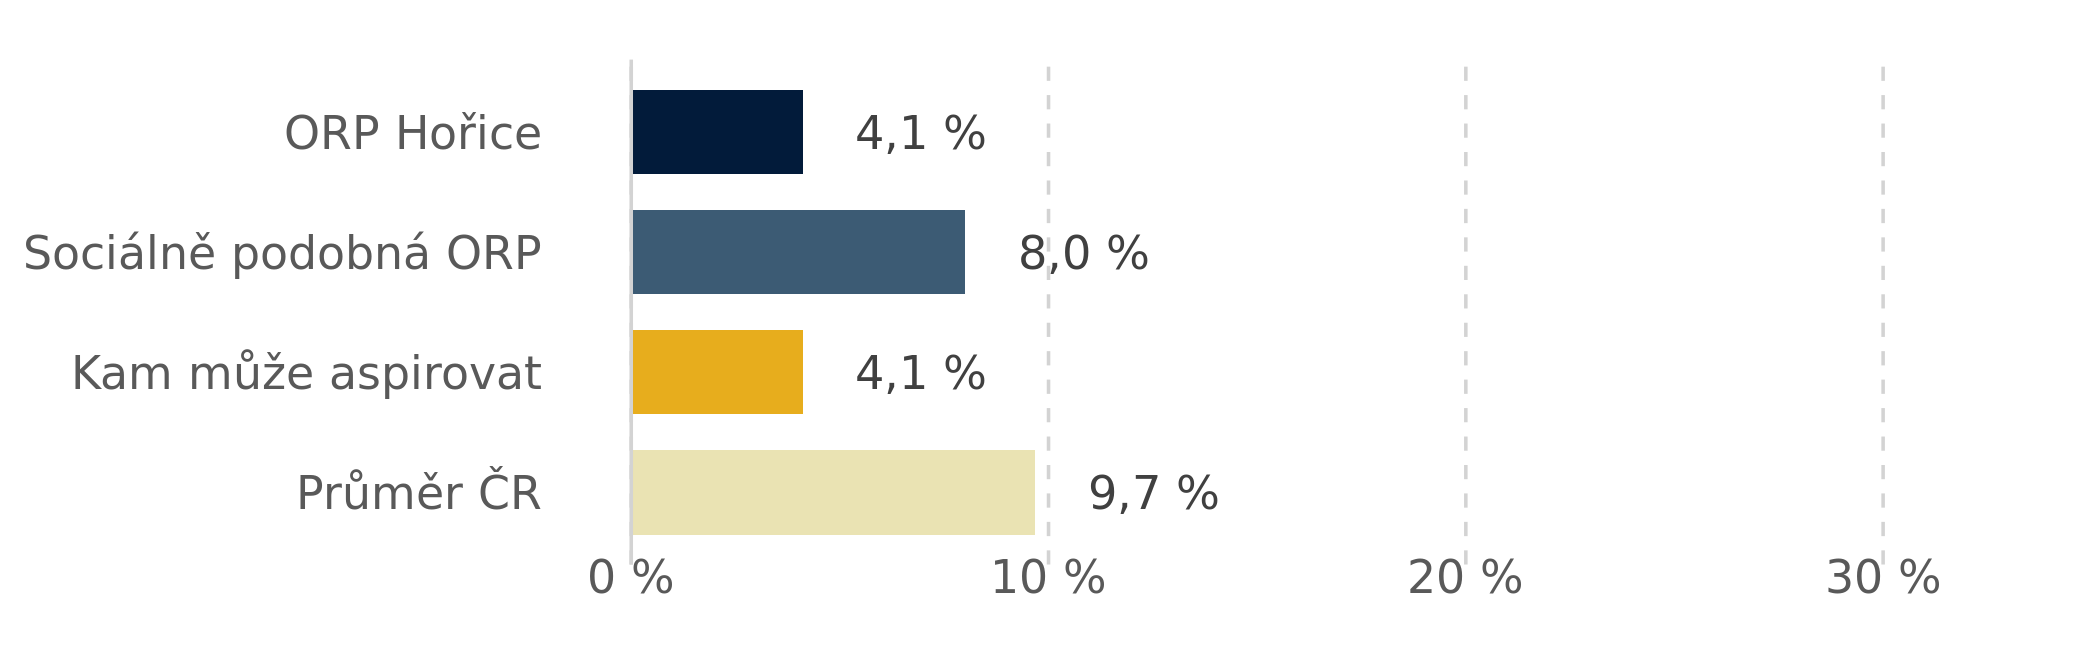 ORP Hořice 4,1 %
Sociálně podobná ORP 8,0 %
Kam může aspirovat 4,1 %
Průměr ČR 9,7 %
0 % 10 % 20 % 30 %